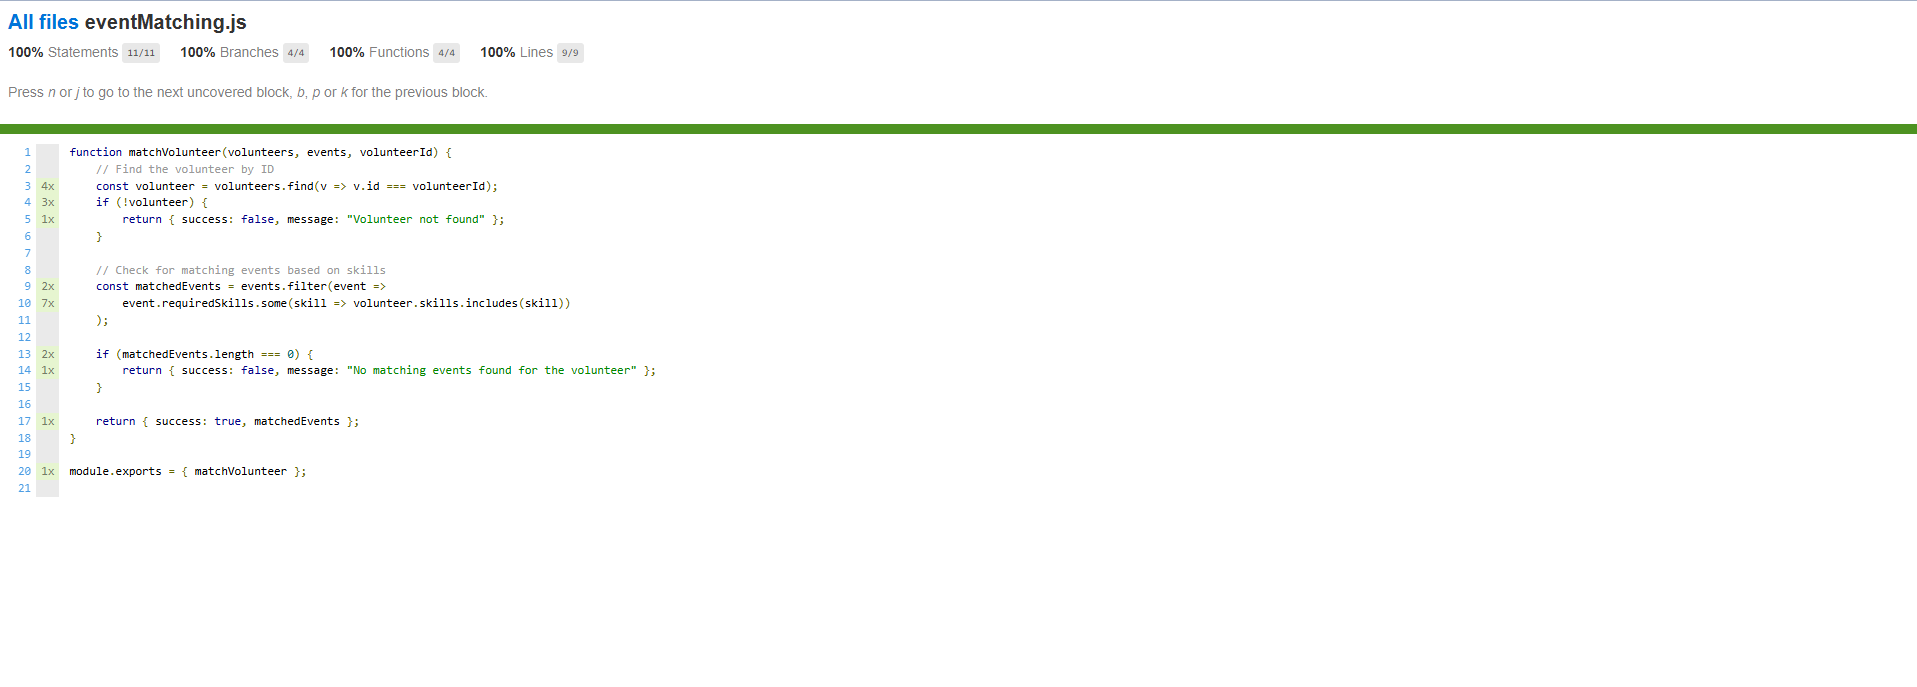 All files eventMatching.js
100% Statements 11/11 100% Branches 4/4 100% Functions 4/4 100% Lines 9/9
Press n or j to go to the next uncovered block, b, p or k for the previous block.
1 function matchVolunteer(volunteers, events, volunteerId) {
2 // Find the volunteer by ID
3 4x const volunteer = volunteers.find(v => v.id === volunteerId);
4 3x if (!volunteer) {
5 1x return { success: false, message: "Volunteer not found" };
6 }
7
8 // Check for matching events based on skills
9 2x const matchedEvents = events.filter(event =>
10 7x event.requiredSkills.some(skill => volunteer.skills.includes(skill))
11 );
12
13 2x if (matchedEvents.length === 0) {
14 1x return { success: false, message: "No matching events found for the volunteer" };
15 }
16
17 1x return { success: true, matchedEvents };
18 }
19
20 1x module.exports = { matchVolunteer };
21